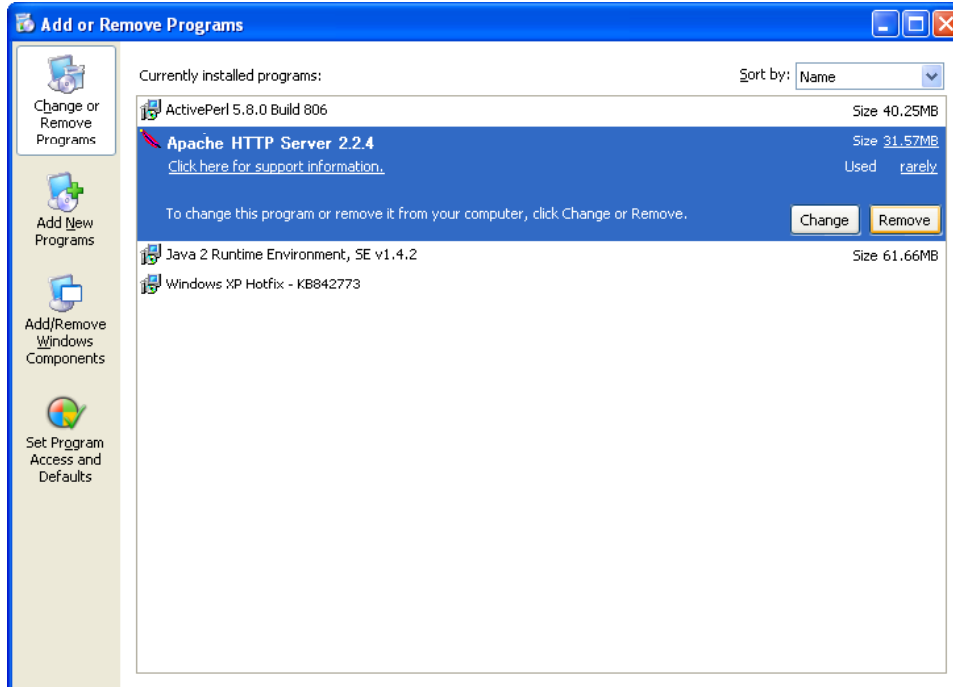 Add or Remove Programs
Change or
Remove
Programs
Add New
Programs
Add/Remove
Windows
Components
Set Program
Access and
Defaults
Currently installed programs:
Sort by: Name
ActivePerl 5.8.0 Build 806 Size 40.25MB
Apache HTTP Server 2.2.4 Size 31.57MB
Click here for support information. Used rarely
To change this program or remove it from your computer, click Change or Remove. Change Remove
Java 2 Runtime Environment, SE v1.4.2 Size 61.66MB
Windows XP Hotfix - KB842773